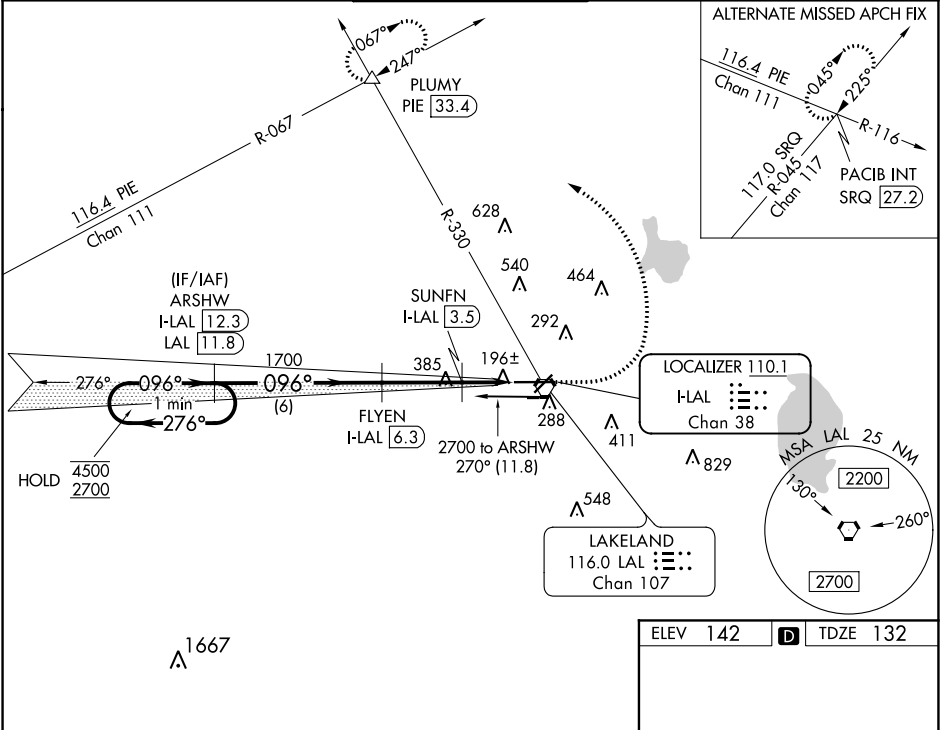 ALTERNATE MISSED APCH FIX
116.4 PIE
Chan 111
045°
225°
R-116
117.0 SRQ
R-045
Chan 117
PACIB INT
SRQ 27.2
067°
247°
PLUMY
PIE 33.4
R-067
116.4 PIE
Chan 111
R-330
628
540
464
292
(IF/IAF)
ARSHW
I-LAL 12.3
LAL 11.8
SUNFN
I-LAL 3.5
1700
385
196±
276°
096°
096°
1 min
(6)
276°
FLYEN
I-LAL 6.3
2700 to ARSHW
270° (11.8)
288
411
829
548
HOLD
4500
2700
LOCALIZER 110.1
I-LAL
Chan 38
LAKELAND
116.0 LAL
Chan 107
MSA LAL 25 NM
130°
2200
260°
2700
1667
ELEV 142
D
TDZE 132